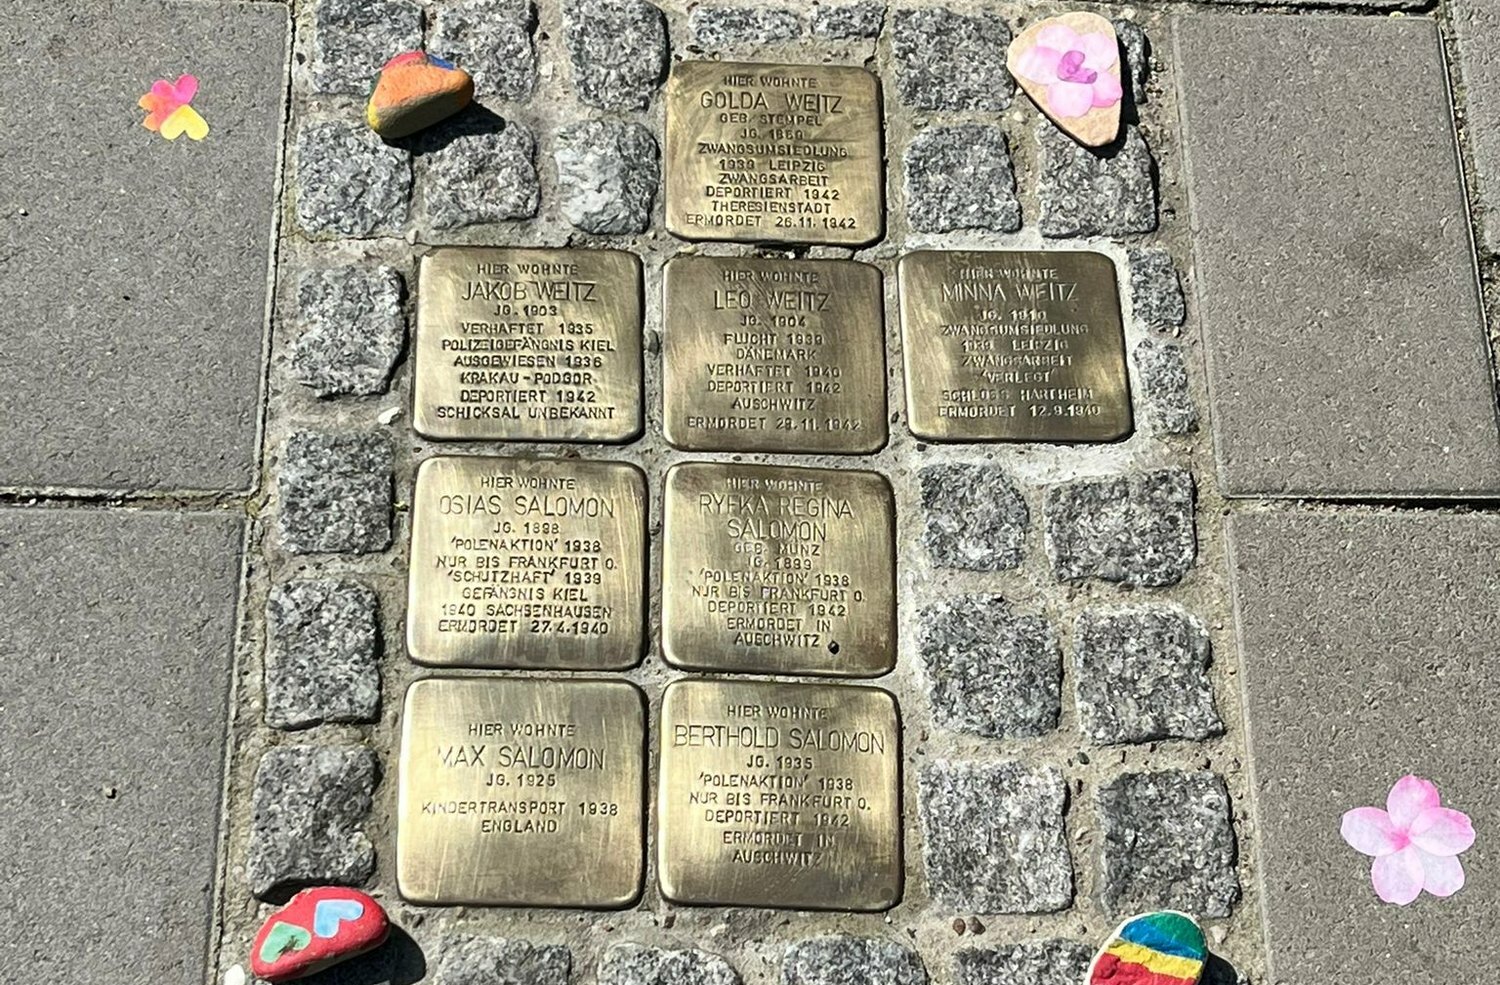 HIER WOHNTE
GOLDA WEITZ
GEB. STEMPEL
JG. 1860
ZWANGSUMSIEDLUNG
1939 LEIPZIG
ZWANGSARBEIT
DEPORTIERT 1942
THERESIENSTADT
ERMORDET 26.11.1942
HIER WOHNTE
JAKOB WEITZ
JG. 1903
VERHAFTET 1935
POLIZEIGEFÄNGNIS KIEL
AUSGEWIESEN 1936
KRAKAU-PODGOR.
DEPORTIERT 1942
SCHICKSAL UNBEKANNT
HIER WOHNTE
LEO WEITZ
JG. 1904
FLUCHT 1939
DÄNEMARK
VERHAFTET 1940
DEPORTIERT 1942
AUSCHWITZ
ERMORDET 29.11.1942
HIER WOHNTE
MINNA WEITZ
JG. 1910
ZWANGSUMSIEDLUNG
1939 LEIPZIG
ZWANGSARBEIT
'VERLEGT'
SCHLOSS HARTHEIM
ERMORDET 12.9.1940
HIER WOHNTE
OSIAS SALOMON
JG. 1898
'POLENAKTION' 1938
NUR BIS FRANKFURT O.
'SCHUTZHAFT' 1939
GEFÄNGNIS KIEL
1940 SACHSENHAUSEN
ERMORDET 27.4.1940
HIER WOHNTE
RYFKA REGINA
SALOMON
GEB. MÜNZ
JG. 1899
'POLENAKTION' 1938
NUR BIS FRANKFURT O.
DEPORTIERT 1942
ERMORDET IN
AUSCHWITZ
HIER WOHNTE
MAX SALOMON
JG. 1925
KINDERTRANSPORT 1938
ENGLAND
HIER WOHNTE
BERTHOLD SALOMON
JG. 1935
'POLENAKTION' 1938
NUR BIS FRANKFURT O.
DEPORTIERT 1942
ERMORDET IN
AUSCHWITZ